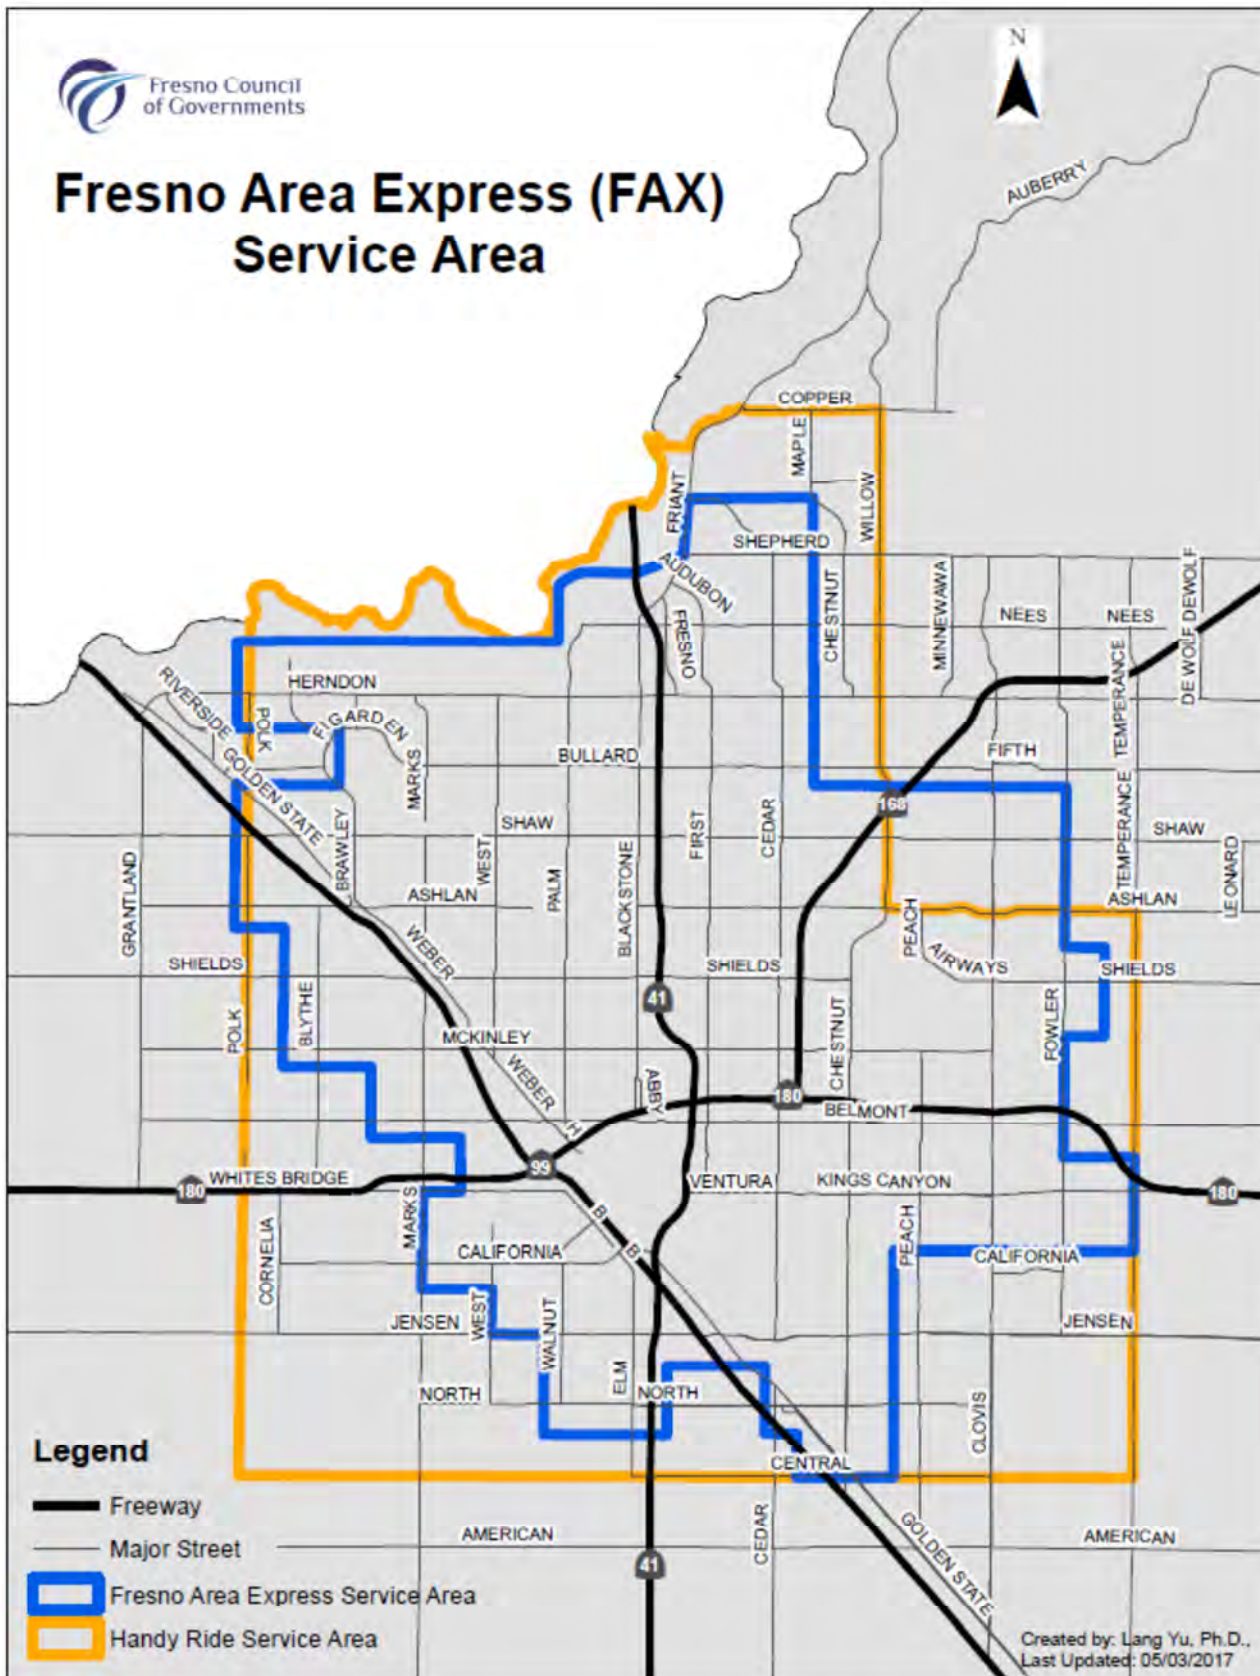 Fresno Council
of Governments
N
Fresno Area Express (FAX)
Service Area
AUBERRY
COPPER
MAPLE
WILLOW
FRIANT
SHEPHERD
AUDUBON
FRESNO
CHESTNUT
MINNEWAWA
NEES
NEES
DE WOLF
DEWOLF
TEMPERANCE
HERNDON
RIVERSIDE
POLK
FIGARDEN
GOLDEN STATE
MARKS
BULLARD
FIFTH
168
SHAW
SHAW
GRANTLAND
BRAWLEY
WEST
PALM
BLACKSTONE
FIRST
CEDAR
TEMPERANCE
LEONARD
ASHLAN
ASHLAN
PEACH
WEBER
SHIELDS
SHIELDS
AIRWAYS
SHIELDS
41
POLK
BLYTHE
MCKINLEY
CHESTNUT
FOWLER
WEBER
ABBY
H
180
BELMONT
99
WHITES BRIDGE
180
VENTURA
KINGS CANYON
180
MARKS
B
B
CORNELIA
CALIFORNIA
PEACH
CALIFORNIA
JENSEN
WEST
WALNUT
JENSEN
NORTH
ELM
NORTH
CLOVIS
CENTRAL
AMERICAN
CEDAR
GOLDEN STATE
AMERICAN
41
Legend
Freeway
Major Street
Fresno Area Express Service Area
Handy Ride Service Area
Created by: Lang Yu, Ph.D.,
Last Updated: 05/03/2017